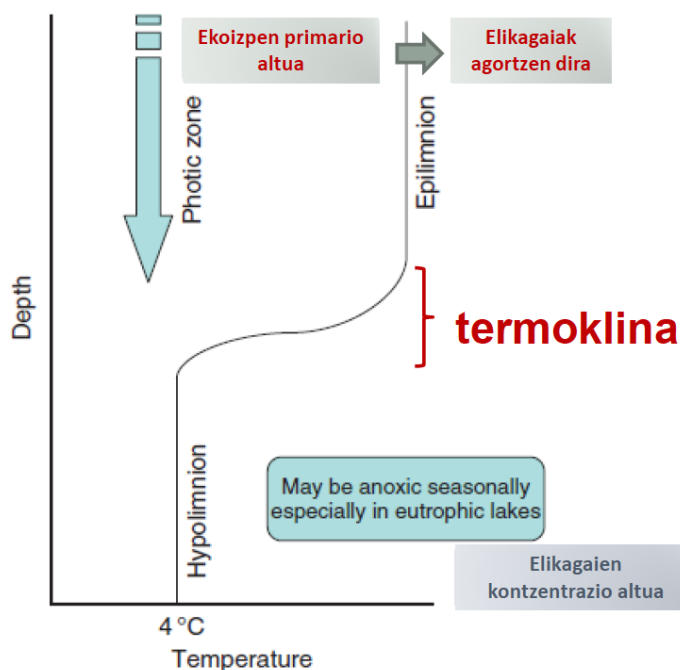 Ekoizpen primario
altua
Elikagaiak
agortzen dira
Photic zone
Epilimnion
Depth
termoklina
Hypolimnion
May be anoxic seasonally
especially in eutrophic lakes
Elikagaien
kontzentrazio altua
4 °C
Temperature